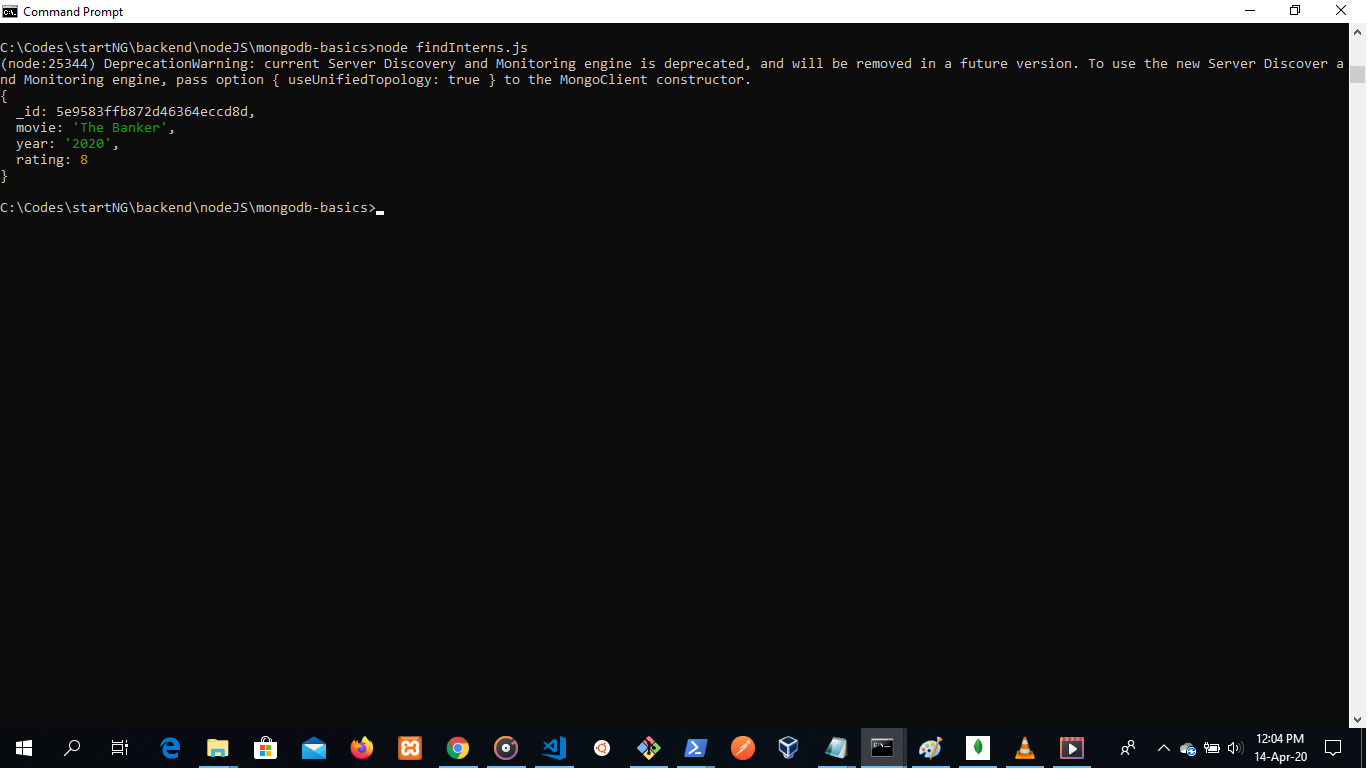 Command Prompt
C:\Codes\startNG\backend\nodeJS\mongodb-basics>node findInterns.js
(node:25344) DeprecationWarning: current Server Discovery and Monitoring engine is deprecated, and will be removed in a future version. To use the new Server Discover a
nd Monitoring engine, pass option { useUnifiedTopology: true } to the MongoClient constructor.
{
  _id: 5e9583ffb872d46364eccd8d,
  movie: 'The Banker',
  year: '2020',
  rating: 8
}
C:\Codes\startNG\backend\nodeJS\mongodb-basics>
12:04 PM
14-Apr-20